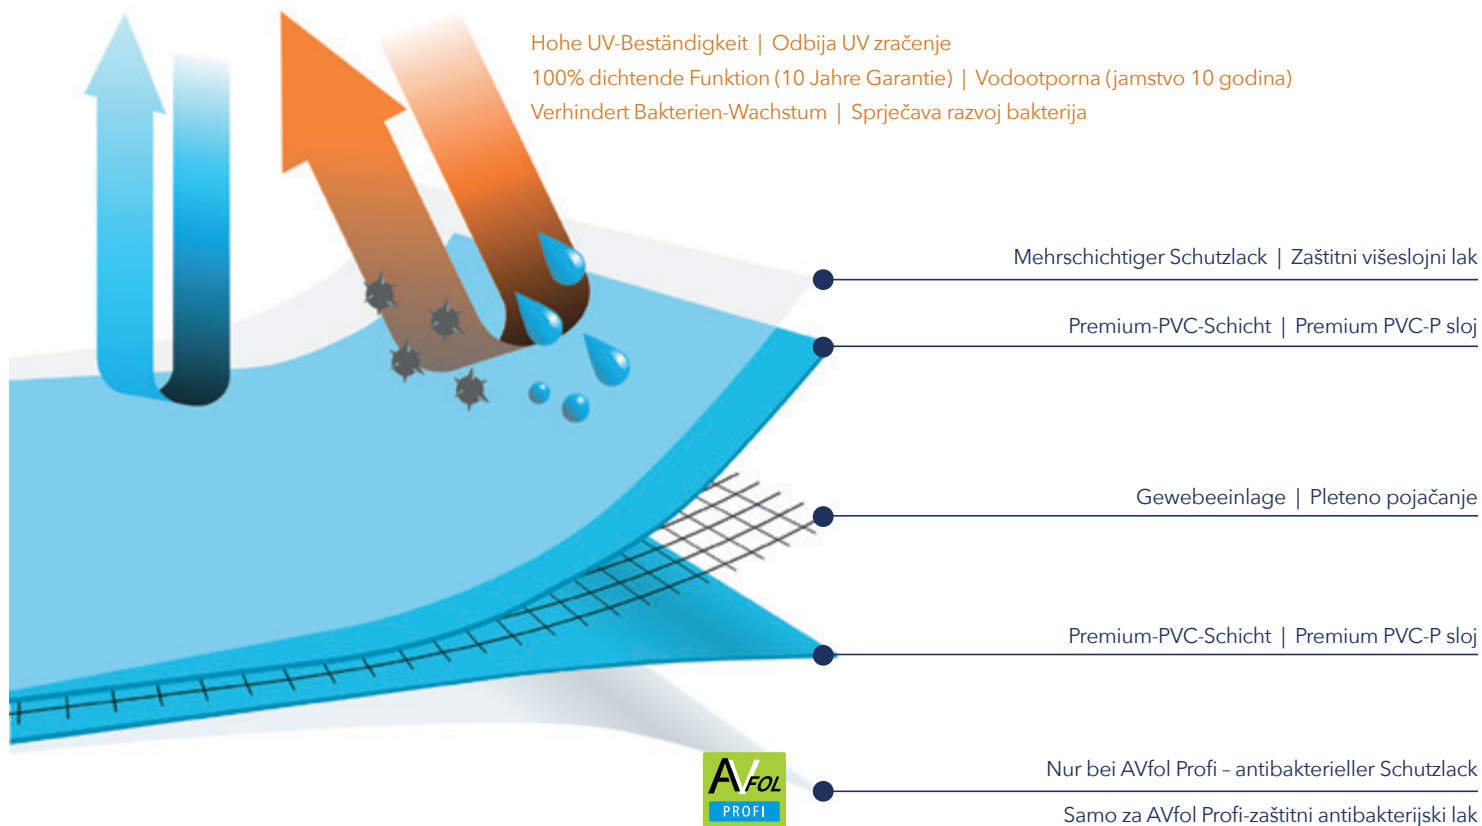 Hohe UV-Beständigkeit | Odbija UV zračenje
100% dichtende Funktion (10 Jahre Garantie) | Vodootporna (jamstvo 10 godina)
Verhindert Bakterien-Wachstum | Sprječava razvoj bakterija
Mehrschichtiger Schutzlack | Zaštitni višeslojni lak
Premium-PVC-Schicht | Premium PVC-P sloj
Gewebeeinlage | Pleteno pojačanje
Premium-PVC-Schicht | Premium PVC-P sloj
AVFOL
PROFI
Nur bei AVfol Profi – antibakterieller Schutzlack
Samo za AVfol Profi-zaštitni antibakterijski lak